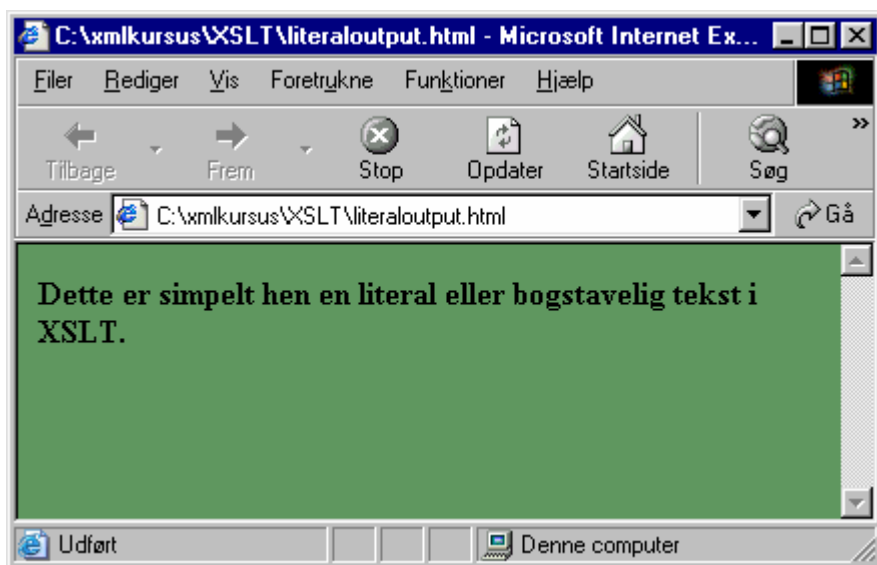 C:\xmlkursus\XSLT\literaloutput.html - Microsoft Internet Ex...
Filer Rediger Vis Foretrukne Funktioner Hjælp
Tilbage Frem Stop Opdater Startside Søg »
Adresse C:\xmlkursus\XSLT\literaloutput.html Gå
Dette er simpelt hen en literal eller bogstavelig tekst i
XSLT.
Udført Denne computer